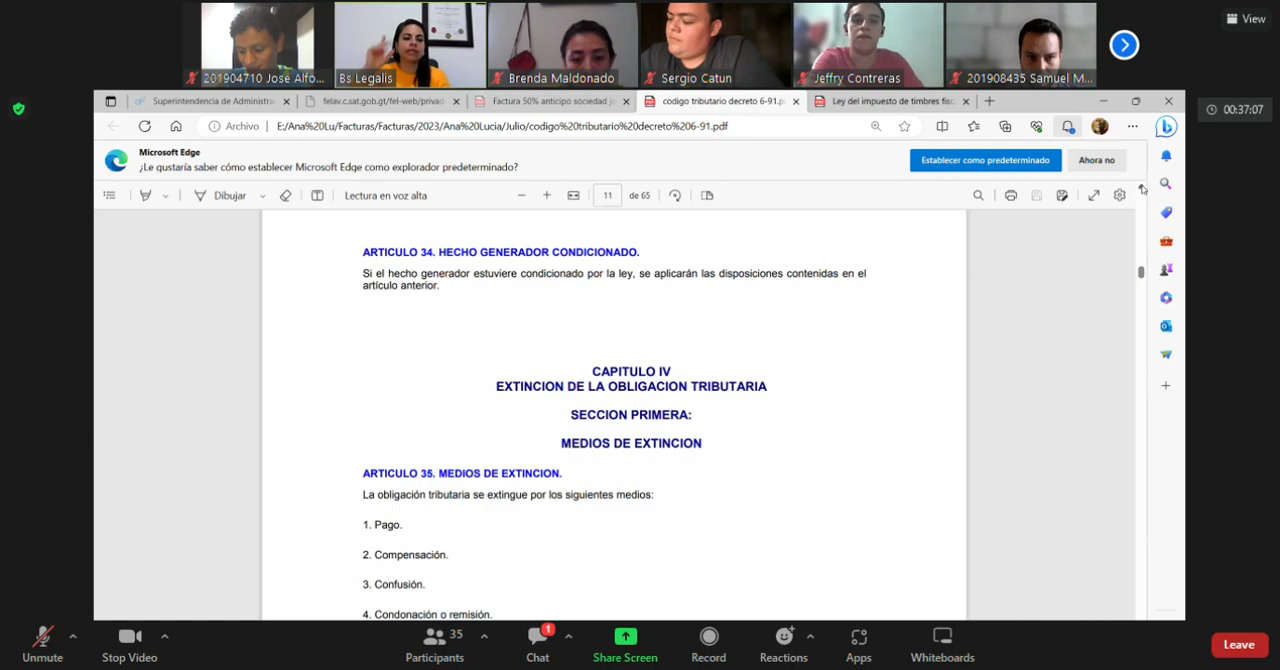 View
201904710 José Alfo...
Bs Legalis
Brenda Maldonado
Sergio Catun
Jeffry Contreras
201908435 Samuel M...
00:37:07
Superintendencia de Administra
felav.c.sat.gob.gt/fel-web/privad
Factura 50% anticipo sociedad j
codigo tributario decreto 6-91.p
Ley del impuesto de timbres fisc
Archivo
E:/Ana%20Lu/Facturas/Facturas/2023/Ana%20Lucia/Julio/codigo%20tributario%20decreto%206-91.pdf
Microsoft Edge
¿Le gustaría saber cómo establecer Microsoft Edge como explorador predeterminado?
Establecer como predeterminado
Ahora no
Dibujar
Lectura en voz alta
11 de 65
ARTICULO 34. HECHO GENERADOR CONDICIONADO.
Si el hecho generador estuviere condicionado por la ley, se aplicarán las disposiciones contenidas en el
artículo anterior.
CAPITULO IV
EXTINCION DE LA OBLIGACION TRIBUTARIA
SECCION PRIMERA:
MEDIOS DE EXTINCION
ARTICULO 35. MEDIOS DE EXTINCION.
La obligación tributaria se extingue por los siguientes medios:
1. Pago.
2. Compensación.
3. Confusión.
4. Condonación o remisión.
Unmute
Stop Video
35
Participants
1
Chat
Share Screen
Record
Reactions
Apps
Whiteboards
Leave